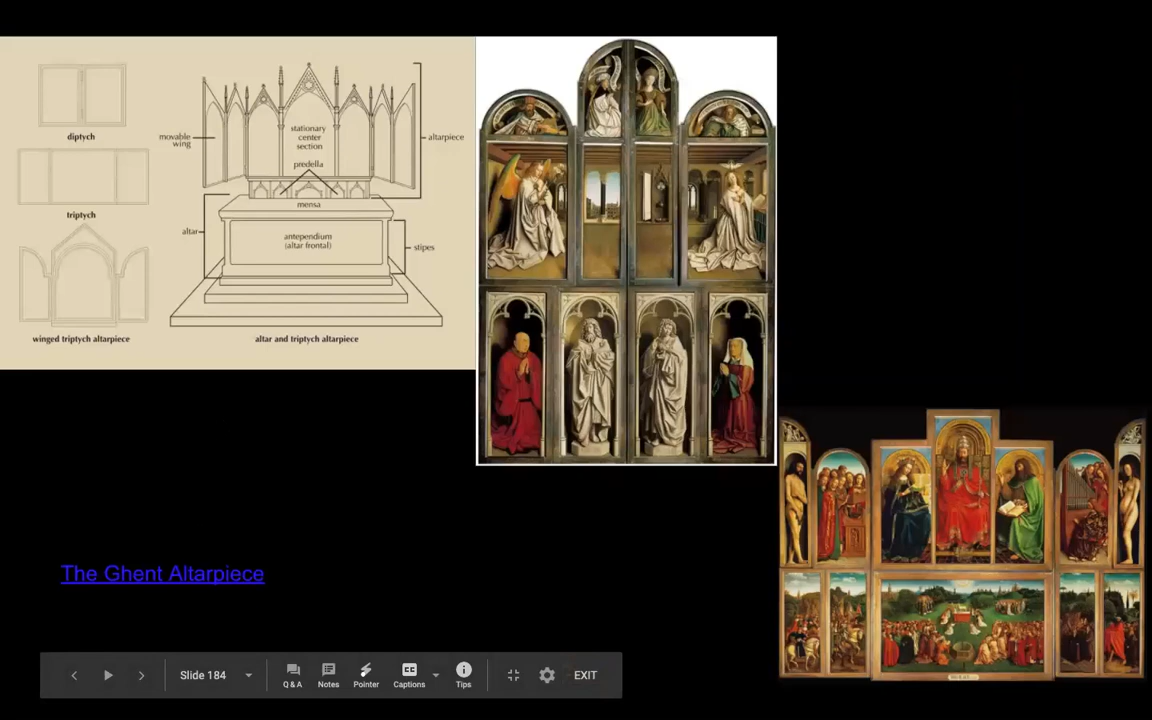 diptych
triptych
winged triptych altarpiece
movable
wing
stationary
center
section
predella
altarpiece
mensa
altar
antependium
(altar frontal)
stipes
altar and triptych altarpiece
The Ghent Altarpiece
Slide 184
Q & A
Notes
Pointer
CC
Captions
Tips
EXIT